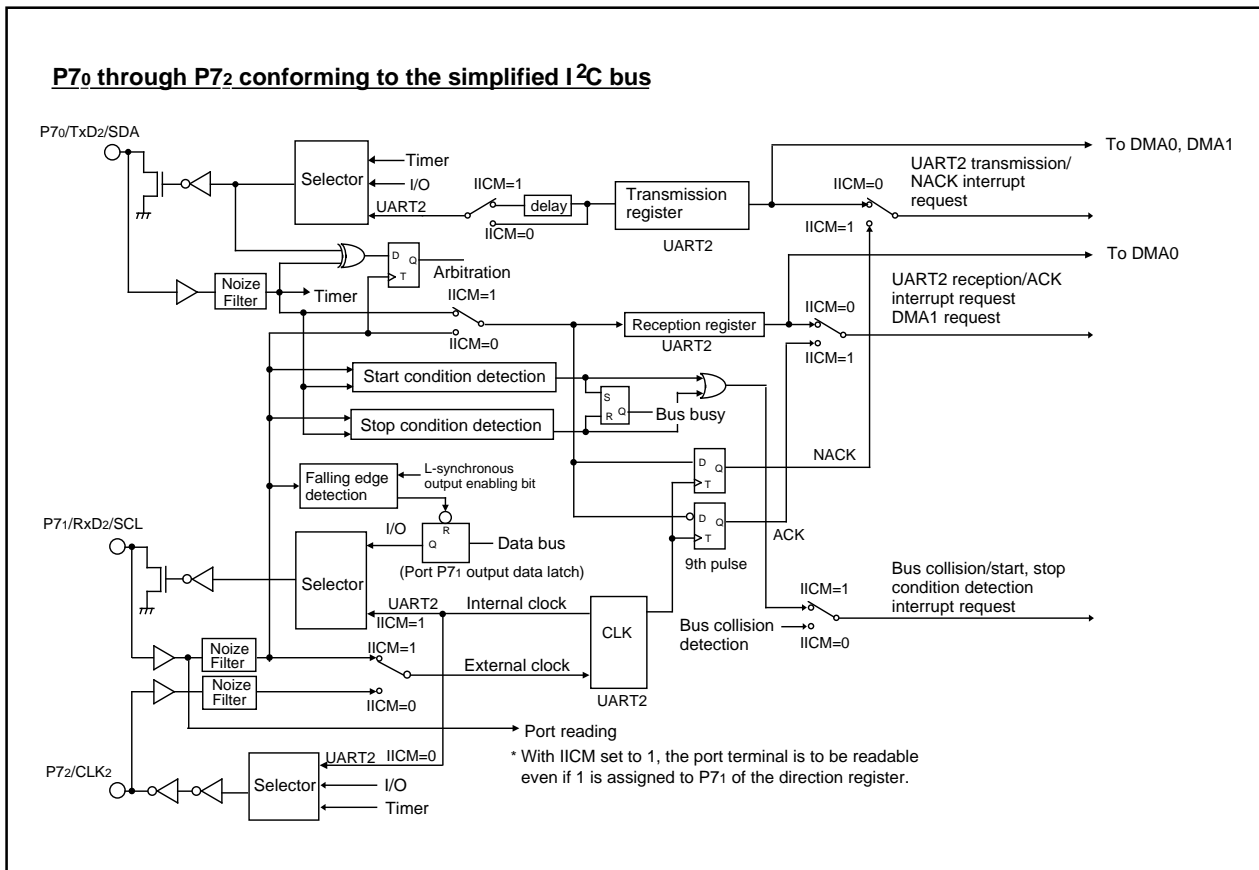 P70 through P72 conforming to the simplified I2C bus
P70/TxD2/SDA
Selector
Timer
I/O
UART2
IICM=1
delay
IICM=0
Transmission
register
UART2
To DMA0, DMA1
UART2 transmission/
NACK interrupt
request
IICM=0
IICM=1
To DMA0
Noize
Filter
Timer
D
Q
T
Arbitration
IICM=1
IICM=0
Reception register
UART2
IICM=0
IICM=1
UART2 reception/ACK
interrupt request
DMA1 request
Start condition detection
Stop condition detection
S
R
Q
Bus busy
Falling edge
detection
L-synchronous
output enabling bit
D
Q
T
NACK
D
Q
T
ACK
9th pulse
P71/RxD2/SCL
Selector
I/O
R
Q
Data bus
(Port P71 output data latch)
UART2
IICM=1
Internal clock
CLK
UART2
External clock
Noize
Filter
IICM=1
IICM=0
Noize
Filter
Bus collision/start, stop
condition detection
interrupt request
IICM=1
Bus collision
detection
IICM=0
Port reading
* With IICM set to 1, the port terminal is to be readable
even if 1 is assigned to P71 of the direction register.
P72/CLK2
Selector
UART2
IICM=0
I/O
Timer